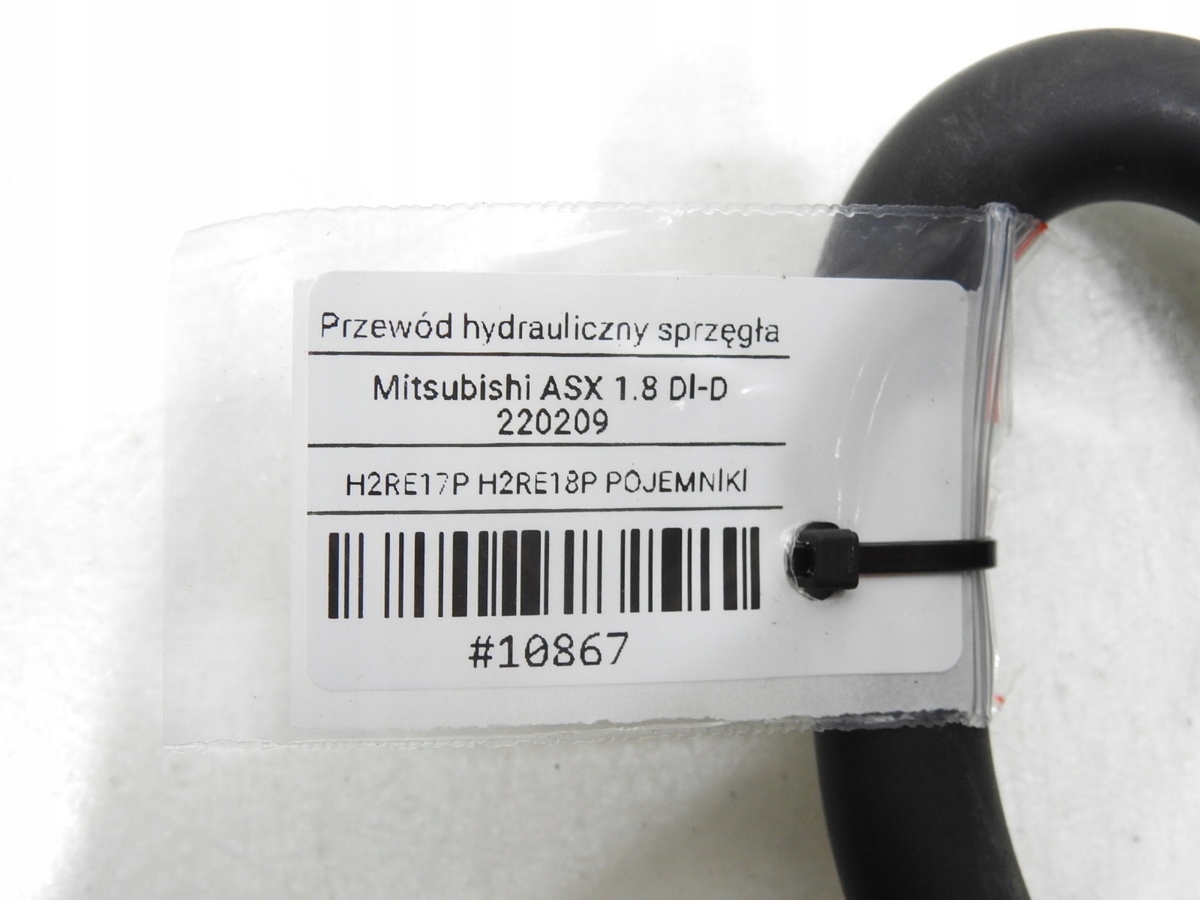 Przewód hydrauliczny sprzęgła
Mitsubishi ASX 1.8 DI-D
220209
H2RE17P H2RE18P POJEMNIKI
#10867